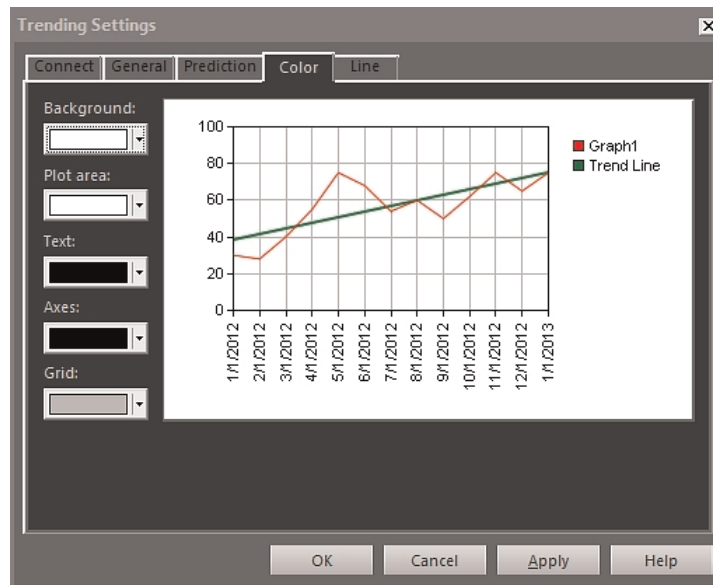 Trending Settings
Connect General Prediction Color Line
Background:
Plot area:
Text:
Axes:
Grid:
100
80
60
40
20
0
1/1/2012
2/1/2012
3/1/2012
4/1/2012
5/1/2012
6/1/2012
7/1/2012
8/1/2012
9/1/2012
10/1/2012
11/1/2012
12/1/2012
1/1/2013
Graph1
Trend Line
OK Cancel Apply Help